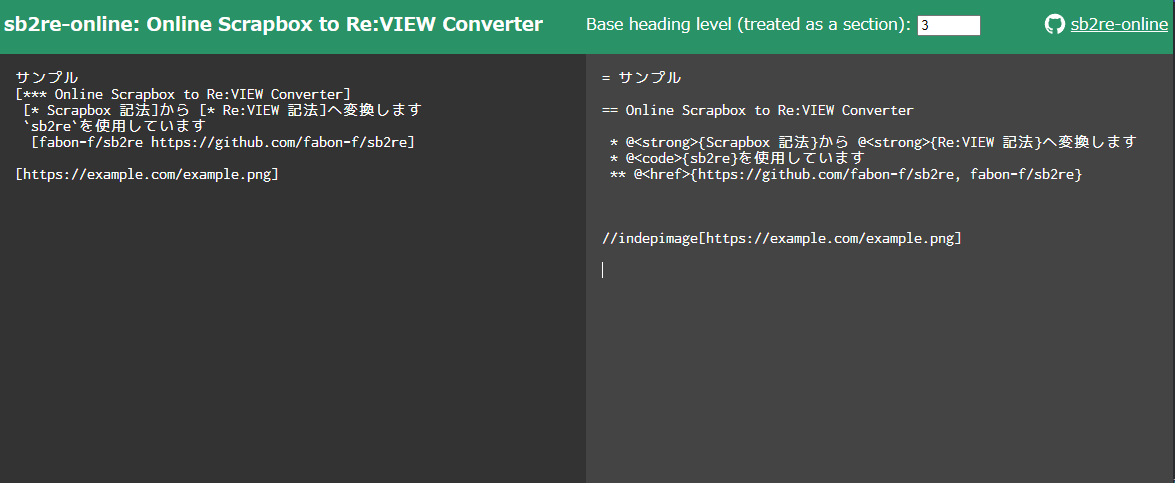 sb2re-online: Online Scrapbox to Re:VIEW Converter
Base heading level (treated as a section): 3
sb2re-online
サンプル
[*** Online Scrapbox to Re:VIEW Converter]
 [* Scrapbox 記法]から [* Re:VIEW 記法]へ変換します
 `sb2re`を使用しています
  [fabon-f/sb2re https://github.com/fabon-f/sb2re]
[https://example.com/example.png]
= サンプル
== Online Scrapbox to Re:VIEW Converter
 * @<strong>{Scrapbox 記法}から @<strong>{Re:VIEW 記法}へ変換します
 * @<code>{sb2re}を使用しています
 ** @<href>{https://github.com/fabon-f/sb2re, fabon-f/sb2re}
//indepimage[https://example.com/example.png]